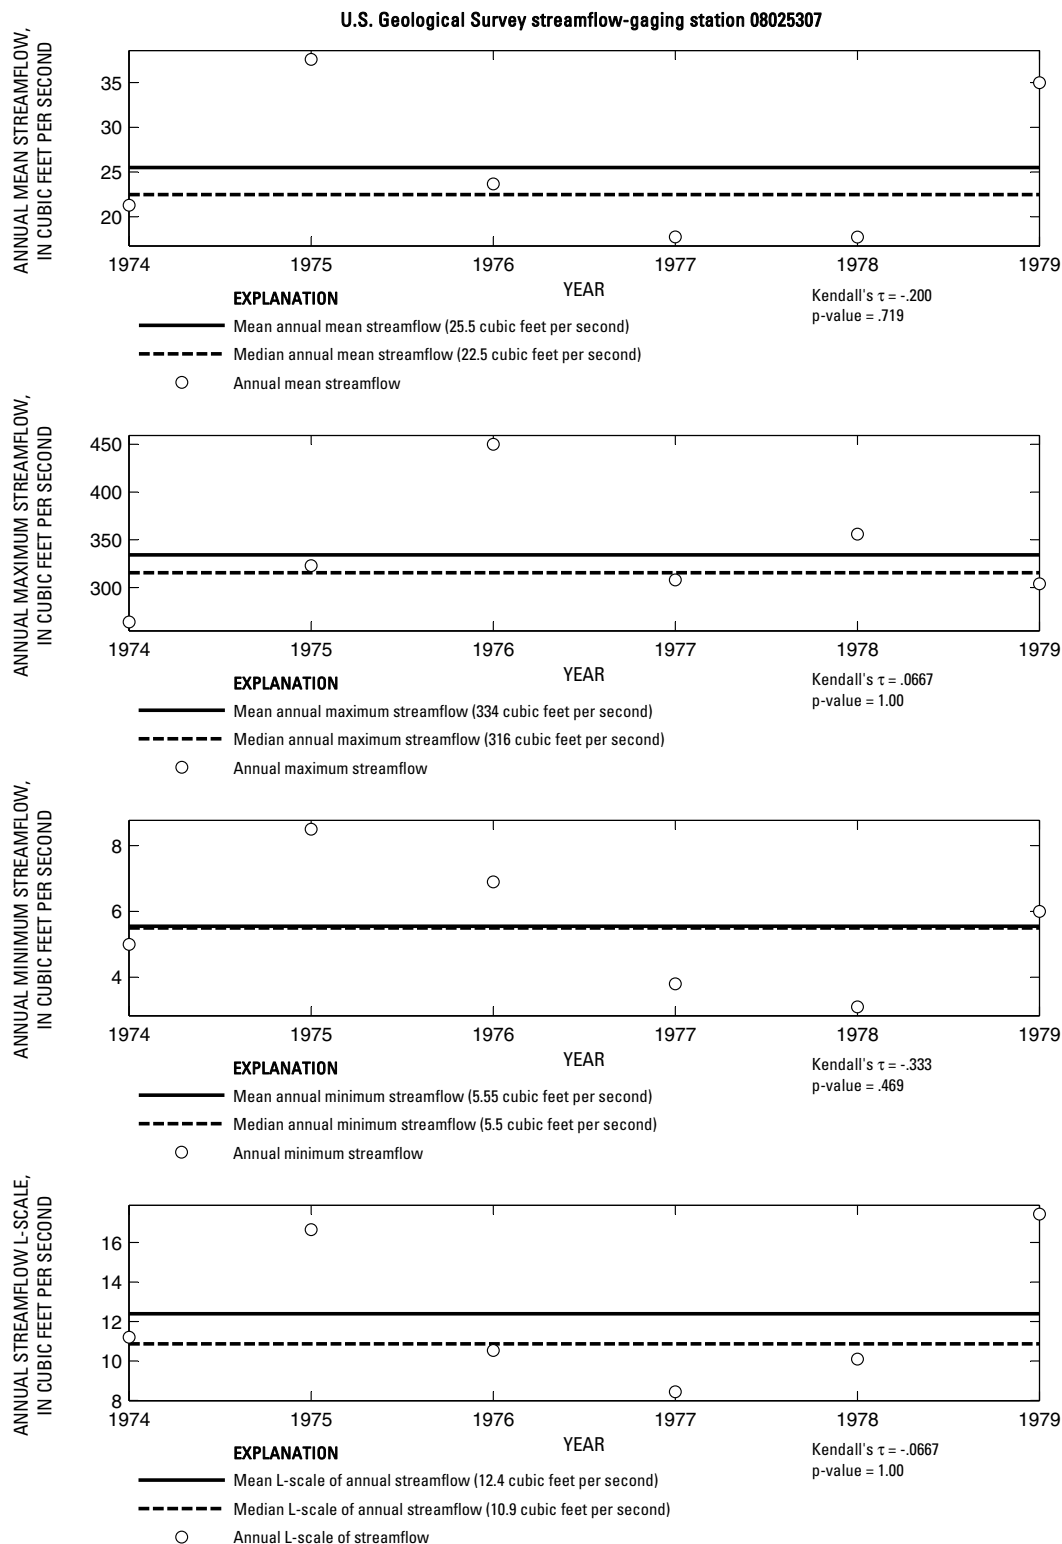 U.S. Geological Survey streamflow-gaging station 08025307
ANNUAL MEAN STREAMFLOW,
IN CUBIC FEET PER SECOND
35
30
25
20
1974 1975 1976 1977 1978 1979
YEAR
Kendall's τ = -.200
p-value = .719
EXPLANATION
Mean annual mean streamflow (25.5 cubic feet per second)
Median annual mean streamflow (22.5 cubic feet per second)
Annual mean streamflow
ANNUAL MAXIMUM STREAMFLOW,
IN CUBIC FEET PER SECOND
450
400
350
300
1974 1975 1976 1977 1978 1979
YEAR
Kendall's τ = .0667
p-value = 1.00
EXPLANATION
Mean annual maximum streamflow (334 cubic feet per second)
Median annual maximum streamflow (316 cubic feet per second)
Annual maximum streamflow
ANNUAL MINIMUM STREAMFLOW,
IN CUBIC FEET PER SECOND
8
6
4
1974 1975 1976 1977 1978 1979
YEAR
Kendall's τ = -.333
p-value = .469
EXPLANATION
Mean annual minimum streamflow (5.55 cubic feet per second)
Median annual minimum streamflow (5.5 cubic feet per second)
Annual minimum streamflow
ANNUAL STREAMFLOW L-SCALE,
IN CUBIC FEET PER SECOND
16
14
12
10
8
1974 1975 1976 1977 1978 1979
YEAR
Kendall's τ = -.0667
p-value = 1.00
EXPLANATION
Mean L-scale of annual streamflow (12.4 cubic feet per second)
Median L-scale of annual streamflow (10.9 cubic feet per second)
Annual L-scale of streamflow